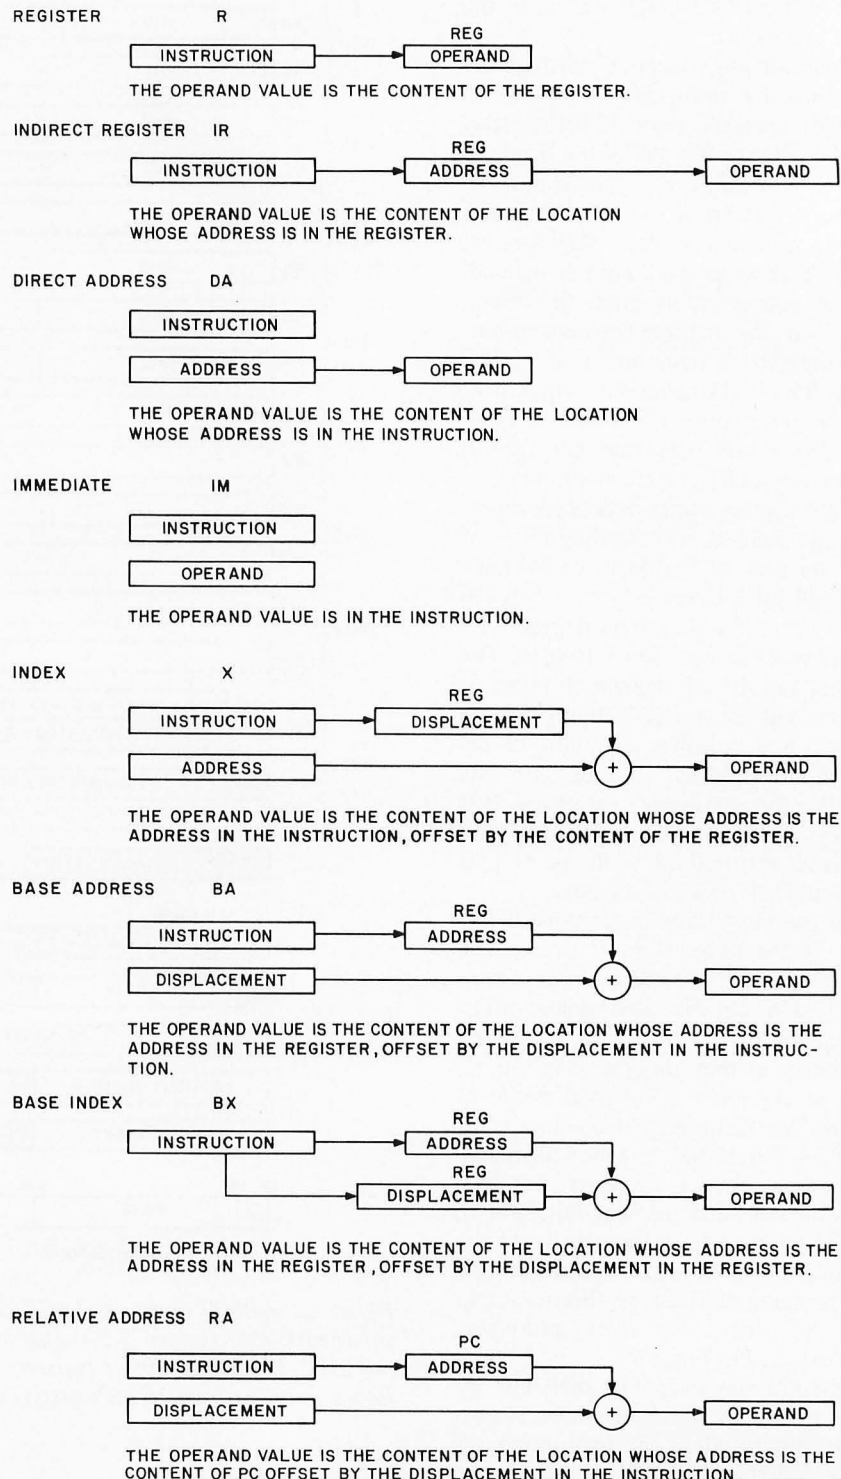 REGISTER R
REG
INSTRUCTION OPERAND
THE OPERAND VALUE IS THE CONTENT OF THE REGISTER.
INDIRECT REGISTER IR
REG
INSTRUCTION ADDRESS OPERAND
THE OPERAND VALUE IS THE CONTENT OF THE LOCATION
WHOSE ADDRESS IS IN THE REGISTER.
DIRECT ADDRESS DA
INSTRUCTION
ADDRESS OPERAND
THE OPERAND VALUE IS THE CONTENT OF THE LOCATION
WHOSE ADDRESS IS IN THE INSTRUCTION.
IMMEDIATE IM
INSTRUCTION
OPERAND
THE OPERAND VALUE IS IN THE INSTRUCTION.
INDEX X
REG
INSTRUCTION DISPLACEMENT
ADDRESS + OPERAND
THE OPERAND VALUE IS THE CONTENT OF THE LOCATION WHOSE ADDRESS IS THE
ADDRESS IN THE INSTRUCTION, OFFSET BY THE CONTENT OF THE REGISTER.
BASE ADDRESS BA
REG
INSTRUCTION ADDRESS
DISPLACEMENT + OPERAND
THE OPERAND VALUE IS THE CONTENT OF THE LOCATION WHOSE ADDRESS IS THE
ADDRESS IN THE REGISTER, OFFSET BY THE DISPLACEMENT IN THE INSTRUC-
TION.
BASE INDEX BX
REG
INSTRUCTION ADDRESS
REG
DISPLACEMENT + OPERAND
THE OPERAND VALUE IS THE CONTENT OF THE LOCATION WHOSE ADDRESS IS THE
ADDRESS IN THE REGISTER, OFFSET BY THE DISPLACEMENT IN THE REGISTER.
RELATIVE ADDRESS RA
PC
INSTRUCTION ADDRESS
DISPLACEMENT + OPERAND
THE OPERAND VALUE IS THE CONTENT OF THE LOCATION WHOSE ADDRESS IS THE
CONTENT OF PC OFFSET BY THE DISPLACEMENT IN THE INSTRUCTION